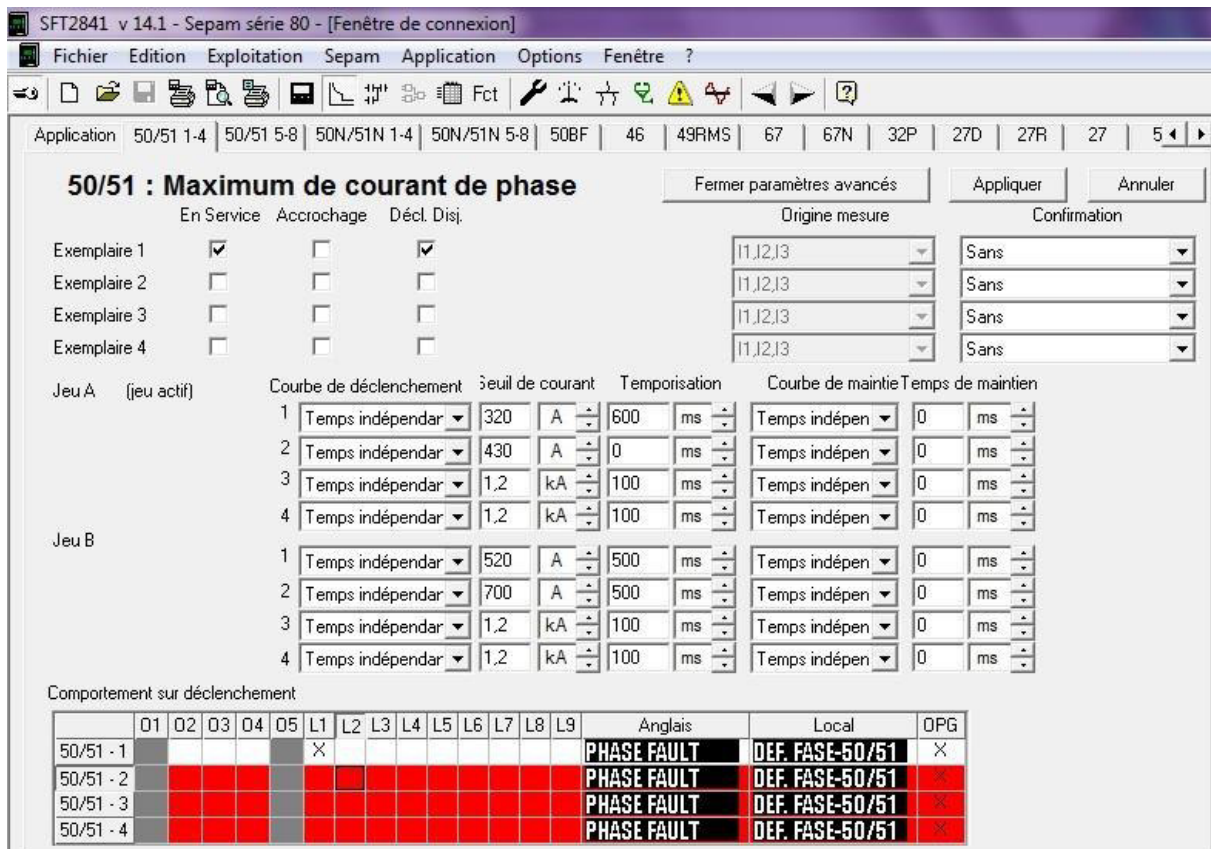 SFT2841 v 14.1 - Sepam série 80 - [Fenêtre de connexion]
Fichier Edition Exploitation Sepam Application Options Fenêtre ?
Fct
Application 50/51 1-4 50/51 5-8 50N/51N 1-4 50N/51N 5-8 50BF 46 49RMS 67 67N 32P 27D 27R 27 5
50/51 : Maximum de courant de phase Fermer paramètres avancés Appliquer Annuler
En Service Accrochage Décl. Disj. Origine mesure Confirmation
Exemplaire 1 I1,I2,I3 Sans
Exemplaire 2 I1,I2,I3 Sans
Exemplaire 3 I1,I2,I3 Sans
Exemplaire 4 I1,I2,I3 Sans
Jeu A (jeu actif) Courbe de déclenchement Seuil de courant Temporisation Courbe de maintie Temps de maintien
1 Temps indépendar 320 A 600 ms Temps indépen 0 ms
2 Temps indépendar 430 A 0 ms Temps indépen 0 ms
3 Temps indépendar 1,2 kA 100 ms Temps indépen 0 ms
4 Temps indépendar 1,2 kA 100 ms Temps indépen 0 ms
Jeu B
1 Temps indépendar 520 A 500 ms Temps indépen 0 ms
2 Temps indépendar 700 A 500 ms Temps indépen 0 ms
3 Temps indépendar 1,2 kA 100 ms Temps indépen 0 ms
4 Temps indépendar 1,2 kA 100 ms Temps indépen 0 ms
Comportement sur déclenchement
O1 O2 O3 O4 O5 L1 L2 L3 L4 L5 L6 L7 L8 L9 Anglais Local OPG
50/51 - 1 X PHASE FAULT DEF. FASE-50/51 X
50/51 - 2 PHASE FAULT DEF. FASE-50/51 X
50/51 - 3 PHASE FAULT DEF. FASE-50/51 X
50/51 - 4 PHASE FAULT DEF. FASE-50/51 X